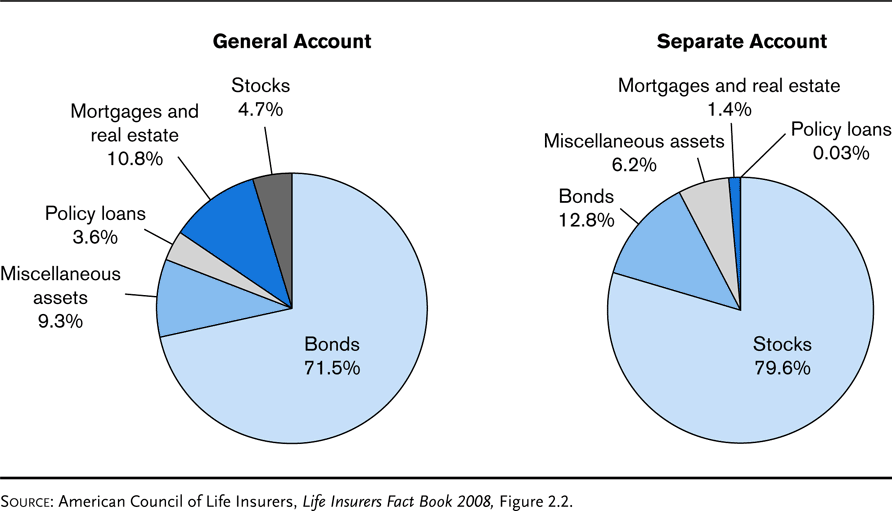 General Account
Stocks
4.7%
Mortgages and
real estate
10.8%
Policy loans
3.6%
Miscellaneous
assets
9.3%
Bonds
71.5%
Separate Account
Mortgages and real estate
1.4%
Policy loans
0.03%
Miscellaneous assets
6.2%
Bonds
12.8%
Stocks
79.6%
SOURCE: American Council of Life Insurers, Life Insurers Fact Book 2008, Figure 2.2.